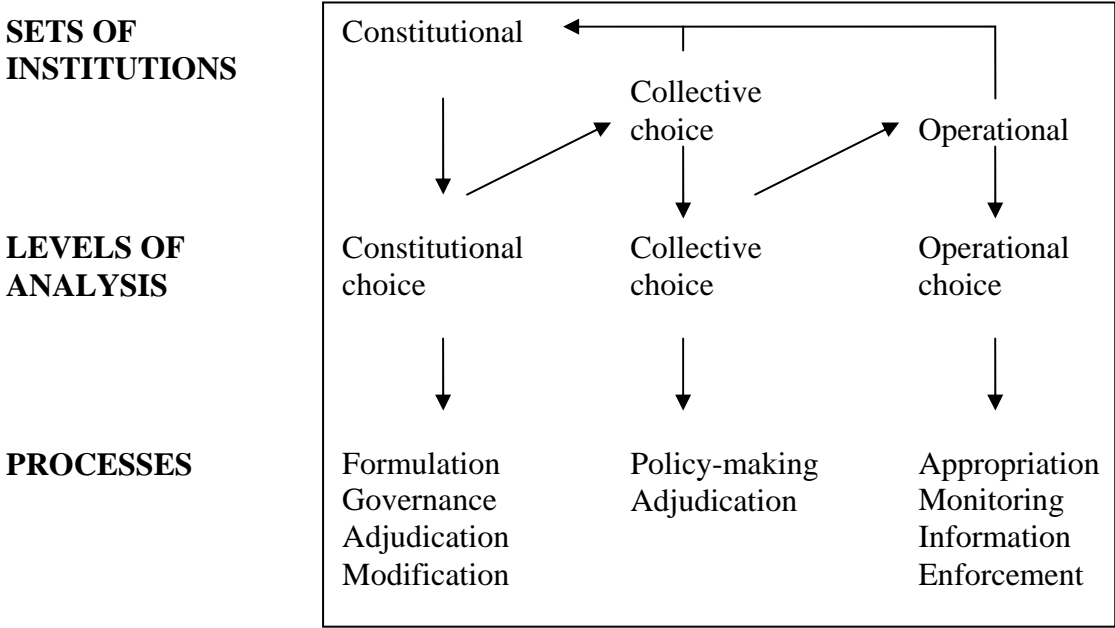 SETS OF
INSTITUTIONS
Constitutional
Collective
choice
Operational
LEVELS OF
ANALYSIS
Constitutional
choice
Collective
choice
Operational
choice
PROCESSES
Formulation
Governance
Adjudication
Modification
Policy-making
Adjudication
Appropriation
Monitoring
Information
Enforcement